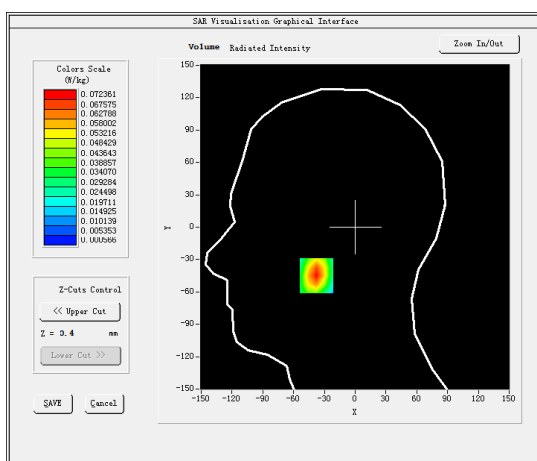 SAR Visualisation Graphical Interface
Volume Radiated Intensity
Zoom In/Out
Colors Scale
(W/kg)
0.072361
0.067575
0.062788
0.058002
0.053216
0.048429
0.043643
0.038857
0.034070
0.029284
0.024498
0.019711
0.014925
0.010139
0.005353
0.000566
Z-Cuts Control
<< Upper Cut
Z = 3.4 mm
Lower Cut >>
SAVE
Cancel
150
120
90
60
30
0
-30
-60
-90
-120
-150
Y
-150 -120 -90 -60 -30 0 30 60 90 120 150
X